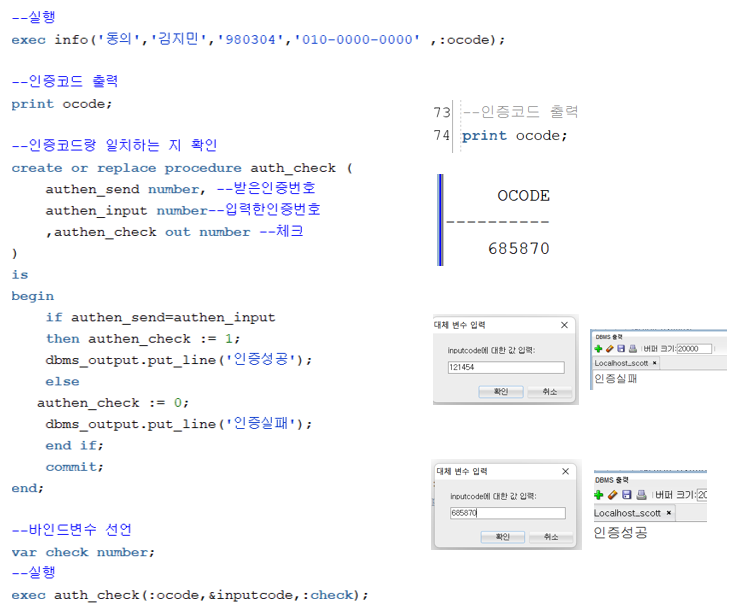 --실행
exec info('동의','김지민','980304','010-0000-0000' ,:ocode);
--인증코드 출력
print ocode;
--인증코드랑 일치하는 지 확인
create or replace procedure auth_check (
authen_send number, --받은인증번호
authen_input number--입력한인증번호
,authen_check out number --체크
)
is
begin
if authen_send=authen_input
then authen_check := 1;
dbms_output.put_line('인증성공');
else
authen_check := 0;
dbms_output.put_line('인증실패');
end if;
commit;
end;
--바인드변수 선언
var check number;
--실행
exec auth_check(:ocode,&inputcode,:check);
73 --인증코드 출력
74 print ocode;
OCODE
----------
685870
대체 변수 입력
inputcode에 대한 값 입력:
121454
확인 취소
DBMS 출력
버퍼 크기: 20000
Localhost_scott
인증실패
대체 변수 입력
inputcode에 대한 값 입력:
685870
확인 취소
DBMS 출력
버퍼 크기: 20
Localhost_scott
인증성공